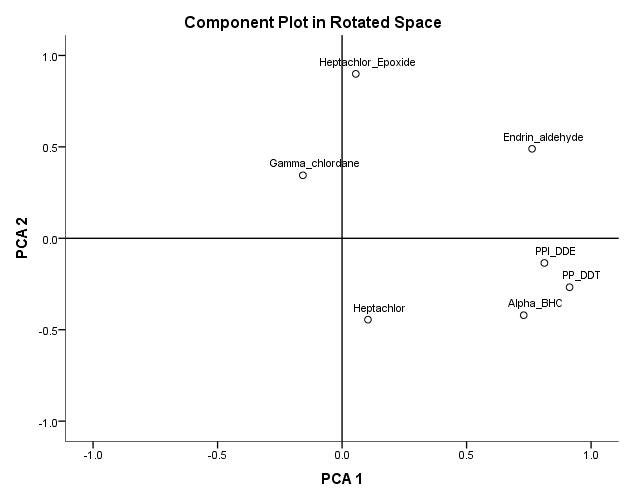 Component Plot in Rotated Space
1.0
Heptachlor_Epoxide
Endrin_aldehyde
0.5
Gamma_chlordane
0.0
PPI_DDE
PP_DDT
Alpha_BHC
Heptachlor
-0.5
-1.0
PCA 2
-1.0 -0.5 0.0 0.5 1.0
PCA 1